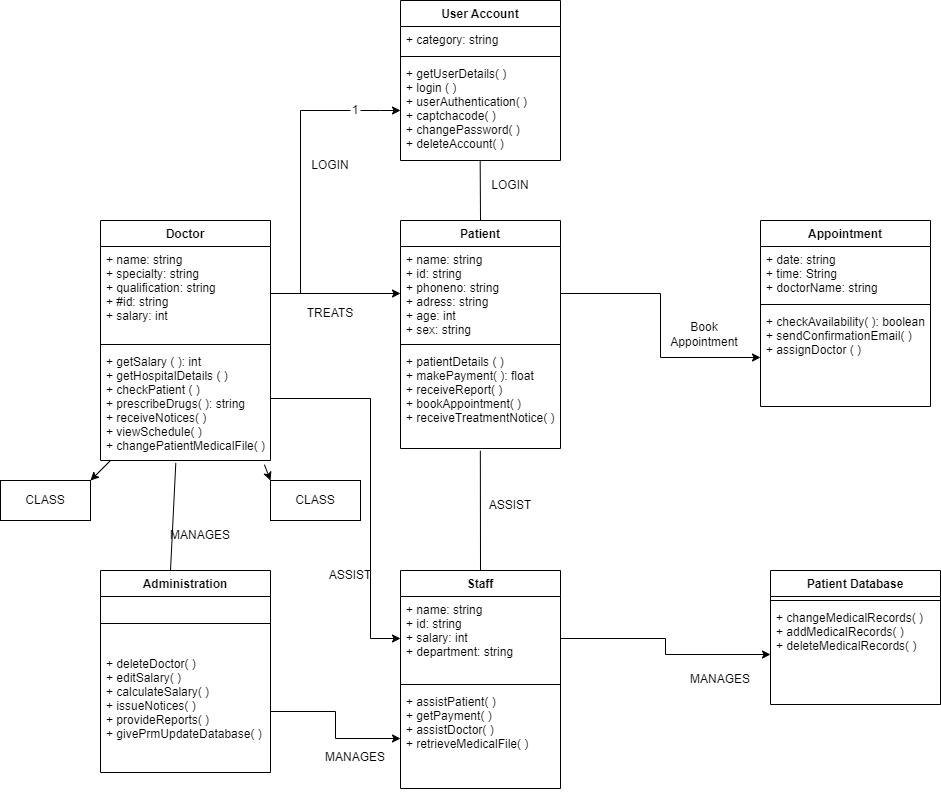 User Account
+ category: string
+ getUserDetails( )
+ login ( )
+ userAuthentication( )
+ captchacode( )
+ changePassword( )
+ deleteAccount( )
1
LOGIN
LOGIN
Doctor
+ name: string
+ specialty: string
+ qualification: string
+ #id: string
+ salary: int
+ getSalary ( ): int
+ getHospitalDetails ( )
+ checkPatient ( )
+ prescribeDrugs( ): string
+ receiveNotices( )
+ viewSchedule( )
+ changePatientMedicalFile( )
TREATS
Patient
+ name: string
+ id: string
+ phoneno: string
+ adress: string
+ age: int
+ sex: string
+ patientDetails ( )
+ makePayment( ): float
+ receiveReport( )
+ bookAppointment( )
+ receiveTreatmentNotice( )
Book
Appointment
Appointment
+ date: string
+ time: String
+ doctorName: string
+ checkAvailability( ): boolean
+ sendConfirmationEmail( )
+ assignDoctor ( )
CLASS
CLASS
MANAGES
ASSIST
ASSIST
Administration
+ deleteDoctor( )
+ editSalary( )
+ calculateSalary( )
+ issueNotices( )
+ provideReports( )
+ givePrmUpdateDatabase( )
MANAGES
Staff
+ name: string
+ id: string
+ salary: int
+ department: string
+ assistPatient( )
+ getPayment( )
+ assistDoctor( )
+ retrieveMedicalFile( )
MANAGES
Patient Database
+ changeMedicalRecords( )
+ addMedicalRecords( )
+ deleteMedicalRecords( )